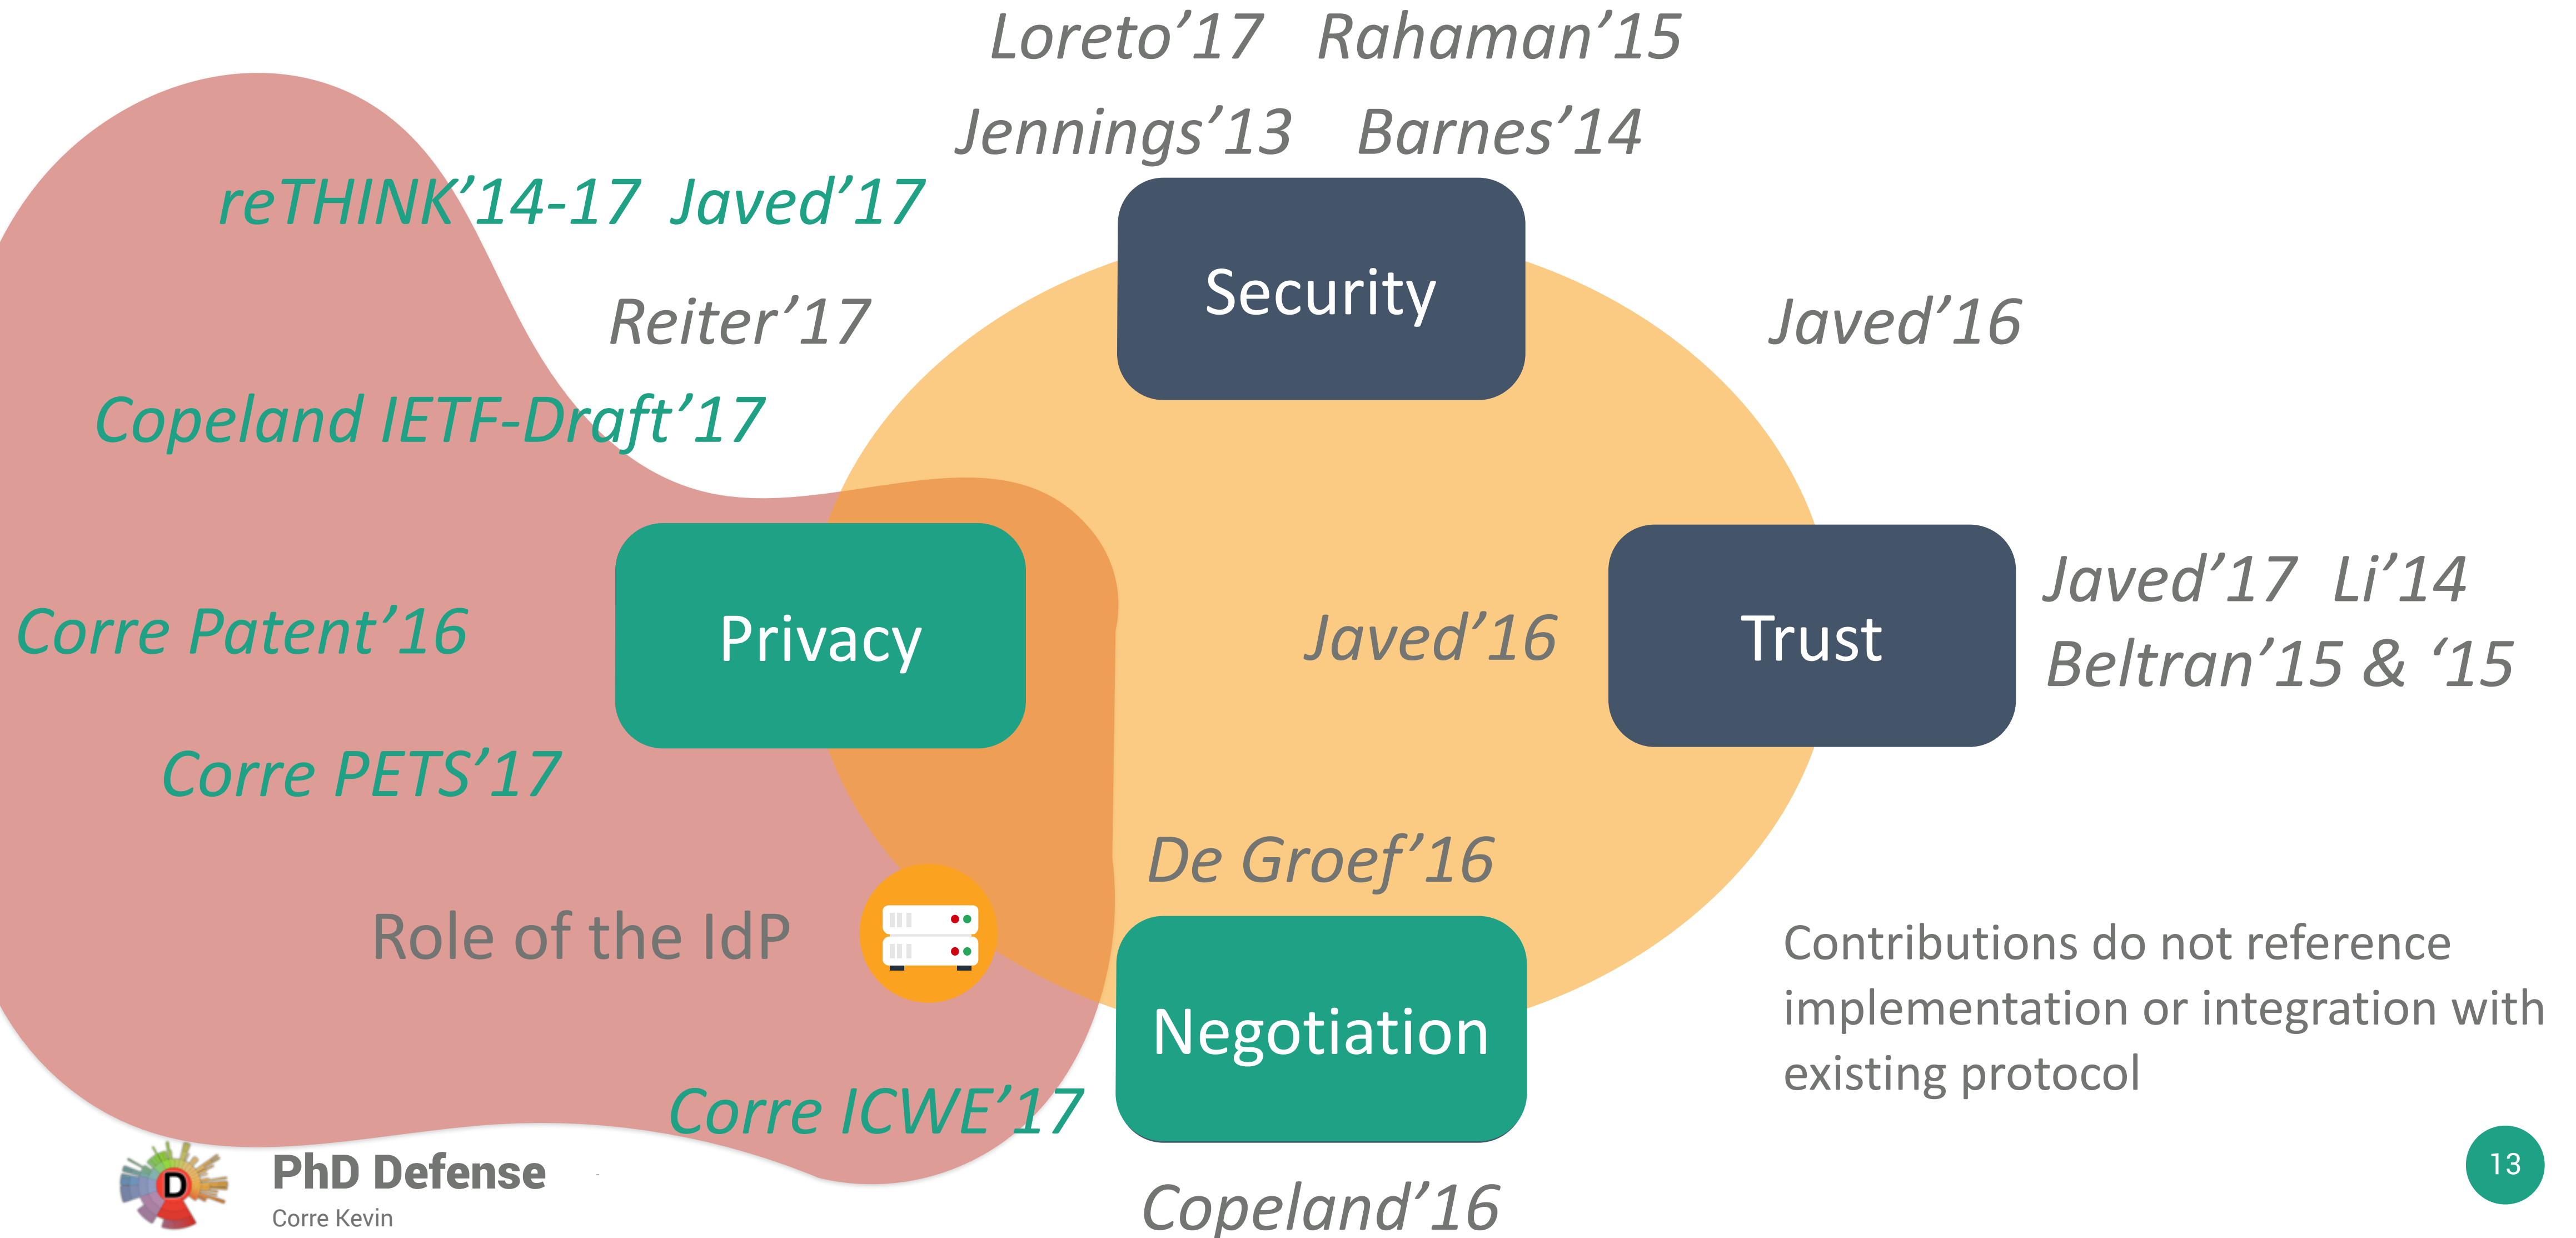 Loreto’17 Rahaman’15
Jennings’13 Barnes’14
reTHINK’14-17 Javed’17
Security
Reiter’17
Javed’16
Copeland IETF-Draft’17
Privacy
Trust
Corre Patent’16
Javed’16
Javed’17 Li’14
Beltran’15 & ‘15
Corre PETS’17
De Groef’16
Role of the IdP
Negotiation
Contributions do not reference
implementation or integration with
existing protocol
Corre ICWE’17
Copeland’16
D
PhD Defense
Corre Kevin
13